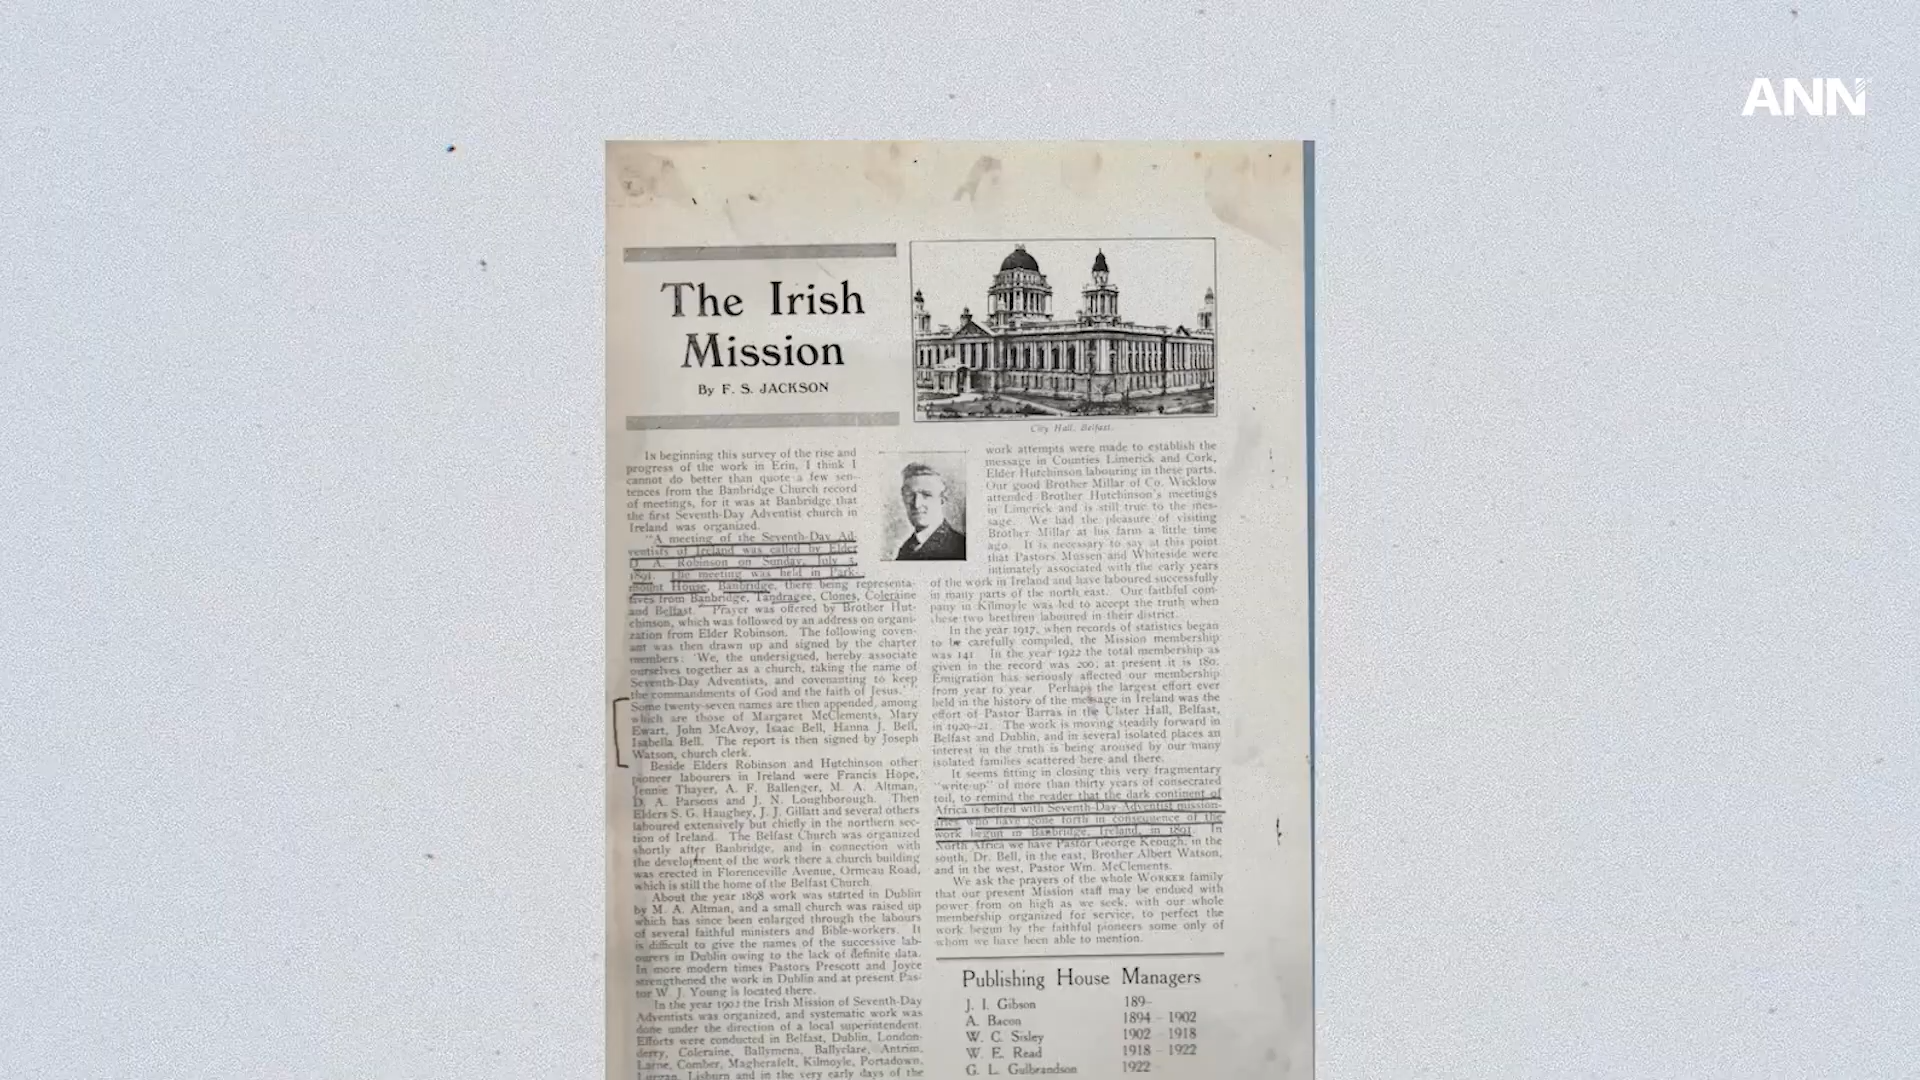 ANN
The Irish
Mission
By F. S. JACKSON
City Hall, Belfast.
In beginning this survey of the rise and
progress of the work in Erin, I think I
cannot do better than quote a few sen-
tences from the Banbridge Church record
of meetings, for it was at Banbridge that
the first Seventh-Day Adventist church in
Ireland was organized.
"A meeting of the Seventh-Day Ad-
ventists of Ireland was called by Elder
D. A. Robinson on Sunday, July 5,
1891. The meeting was held in Park-
mount House, Banbridge, there being representa-
tives from Banbridge, Tandragee, Clones, Coleraine
and Belfast." Prayer was offered by Brother Hut-
chinson, which was followed by an address on organi-
zation from Elder Robinson. The following coven-
ant was then drawn up and signed by the charter
members: 'We, the undersigned, hereby associate
ourselves together as a church, taking the name of
Seventh-Day Adventists, and covenanting to keep
the commandments of God and the faith of Jesus.'"
Some twenty-seven names are then appended, among
which are those of Margaret McClements, Mary
Ewart, John McAvoy, Isaac Bell, Hanna J. Bell,
Isabella Bell. The report is then signed by Joseph
Watson, church clerk.
Beside Elders Robinson and Hutchinson other
pioneer labourers in Ireland were Francis Hope,
Jennie Thayer, A. F. Ballenger, M. A. Altman,
D. A. Parsons and J. N. Loughborough. Then
Elders S. G. Haughey, J. J. Gillatt and several others
laboured extensively but chiefly in the northern sec-
tion of Ireland. The Belfast Church was organized
shortly after Banbridge, and in connection with
the development of the work there a church building
was erected in Florenceville Avenue, Ormeau Road,
which is still the home of the Belfast Church.
About the year 1898 work was started in Dublin
by M. A. Altman, and a small church was raised up
which has since been enlarged through the labours
of several faithful ministers and Bible-workers. It
is difficult to give the names of the successive lab-
ourers in Dublin owing to the lack of definite data.
In more modern times Pastors Prescott and Joyce
strengthened the work in Dublin and at present Pas-
tor W. J. Young is located there.
In the year 1902 the Irish Mission of Seventh-Day
Adventists was organized, and systematic work was
done under the direction of a local superintendent.
Efforts were conducted in Belfast, Dublin, London-
derry, Coleraine, Ballymena, Ballyclare, Antrim,
Larne, Comber, Magherafelt, Kilmoyle, Portadown,
Lurgan, Lisburn and in the very early days of the
work attempts were made to establish the
message in Counties Limerick and Cork,
Elder Hutchinson labouring in these parts.
Our good Brother Millar of Co. Wicklow
attended Brother Hutchinson's meetings
in Limerick and is still true to the mes-
sage. We had the pleasure of visiting
Brother Millar at his farm a little time
ago. It is necessary to say at this point
that Pastors Mussen and Whiteside were
intimately associated with the early years
of the work in Ireland and have laboured successfully
in many parts of the north east. Our faithful com-
pany in Kilmoyle was led to accept the truth when
these two brethren laboured in their district.
In the year 1917, when records of statistics began
to be carefully compiled, the Mission membership
was 141. In the year 1922 the total membership as
given in the record was 200; at present it is 180.
Emigration has seriously affected our membership
from year to year. Perhaps the largest effort ever
held in the history of the message in Ireland was the
effort of Pastor Barras in the Ulster Hall, Belfast,
in 1920-21. The work is moving steadily forward in
Belfast and Dublin, and in several isolated places an
interest in the truth is being aroused by our many
isolated families scattered here and there.
It seems fitting in closing this very fragmentary
"write-up" of more than thirty years of consecrated
toil, to remind the reader that the dark continent of
Africa is belted with Seventh-Day Adventist mission-
aries who have gone forth in consequence of the
work begun in Banbridge, Ireland, in 1891. In
North Africa we have Pastor George Keough, in the
south, Dr. Bell, in the east, Brother Albert Watson,
and in the west, Pastor Wm. McClements.
We ask the prayers of the whole WORKER family
that our present Mission staff may be endued with
power from on high as we seek, with our whole
membership organized for service, to perfect the
work begun by the faithful pioneers some only of
whom we have been able to mention.
Publishing House Managers
J. I. Gibson 189-
A. Bacon 1894 - 1902
W. C. Sisley 1902 - 1918
W. E. Read 1918 - 1922
G. L. Gulbrandson 1922 -